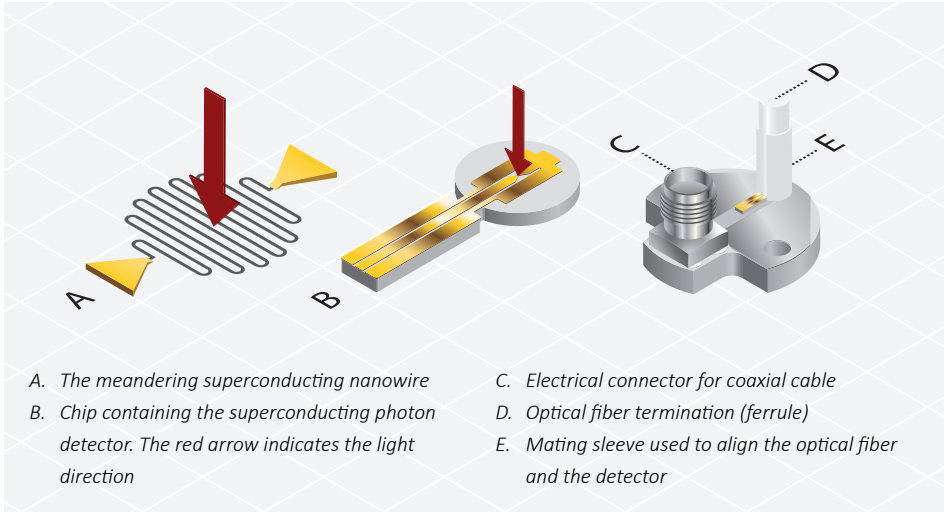 A
B
C
D
E
A. The meandering superconducting nanowire
B. Chip containing the superconducting photon
detector. The red arrow indicates the light
direction
C. Electrical connector for coaxial cable
D. Optical fiber termination (ferrule)
E. Mating sleeve used to align the optical fiber
and the detector